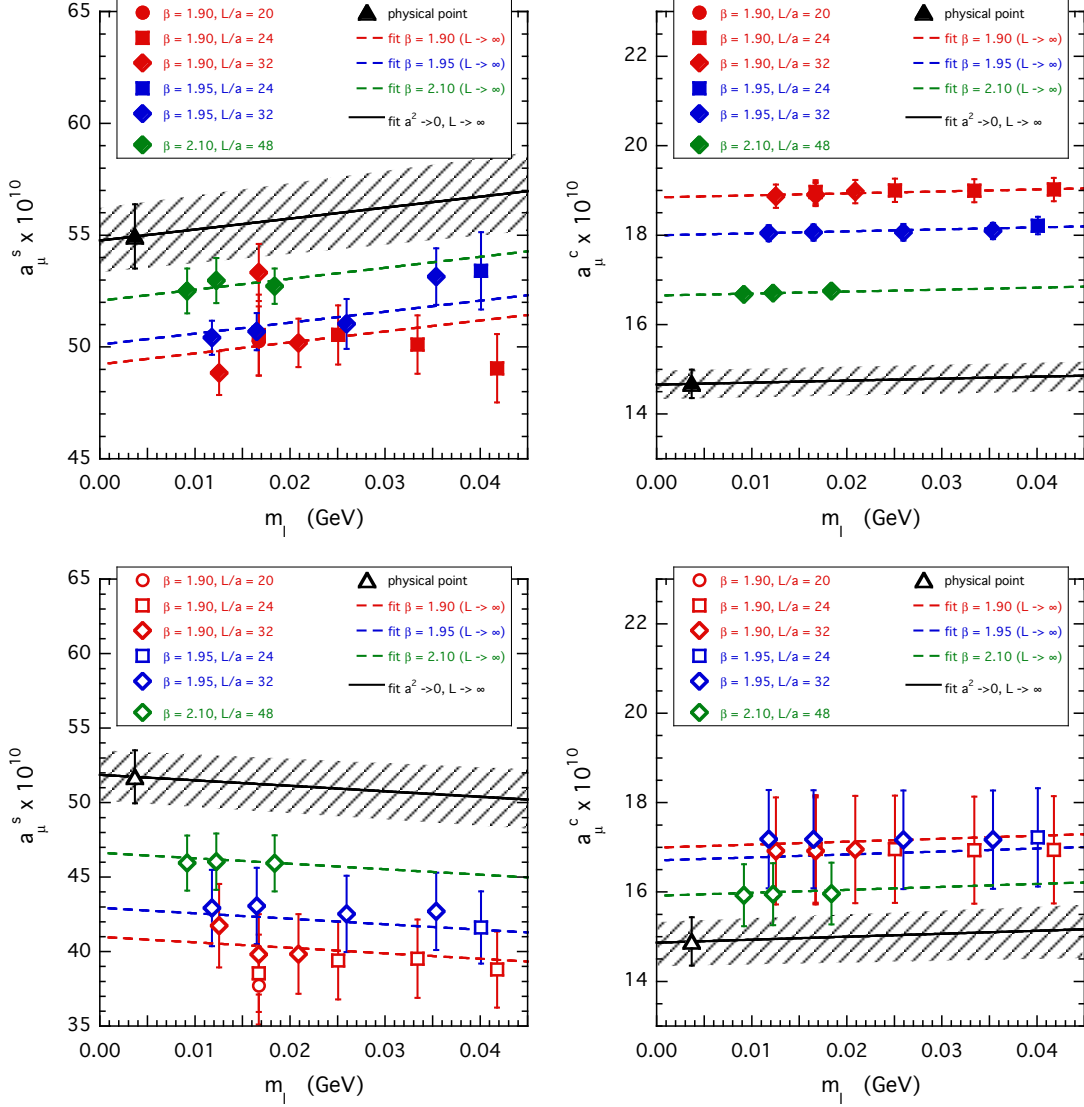 65
60
55
50
45
0.00 0.01 0.02 0.03 0.04
a_μ^s x 10^10
m_l (GeV)
β = 1.90, L/a = 20
β = 1.90, L/a = 24
β = 1.90, L/a = 32
β = 1.95, L/a = 24
β = 1.95, L/a = 32
β = 2.10, L/a = 48
physical point
fit β = 1.90 (L -> ∞)
fit β = 1.95 (L -> ∞)
fit β = 2.10 (L -> ∞)
fit a^2 ->0, L -> ∞
22
20
18
16
14
0.00 0.01 0.02 0.03 0.04
a_μ^c x 10^10
m_l (GeV)
β = 1.90, L/a = 20
β = 1.90, L/a = 24
β = 1.90, L/a = 32
β = 1.95, L/a = 24
β = 1.95, L/a = 32
β = 2.10, L/a = 48
physical point
fit β = 1.90 (L -> ∞)
fit β = 1.95 (L -> ∞)
fit β = 2.10 (L -> ∞)
fit a^2 ->0, L -> ∞
65
60
55
50
45
40
35
0.00 0.01 0.02 0.03 0.04
a_μ^s x 10^10
m_l (GeV)
β = 1.90, L/a = 20
β = 1.90, L/a = 24
β = 1.90, L/a = 32
β = 1.95, L/a = 24
β = 1.95, L/a = 32
β = 2.10, L/a = 48
physical point
fit β = 1.90 (L -> ∞)
fit β = 1.95 (L -> ∞)
fit β = 2.10 (L -> ∞)
fit a^2 ->0, L -> ∞
22
20
18
16
14
0.00 0.01 0.02 0.03 0.04
a_μ^c x 10^10
m_l (GeV)
β = 1.90, L/a = 20
β = 1.90, L/a = 24
β = 1.90, L/a = 32
β = 1.95, L/a = 24
β = 1.95, L/a = 32
β = 2.10, L/a = 48
physical point
fit β = 1.90 (L -> ∞)
fit β = 1.95 (L -> ∞)
fit β = 2.10 (L -> ∞)
fit a^2 ->0, L -> ∞